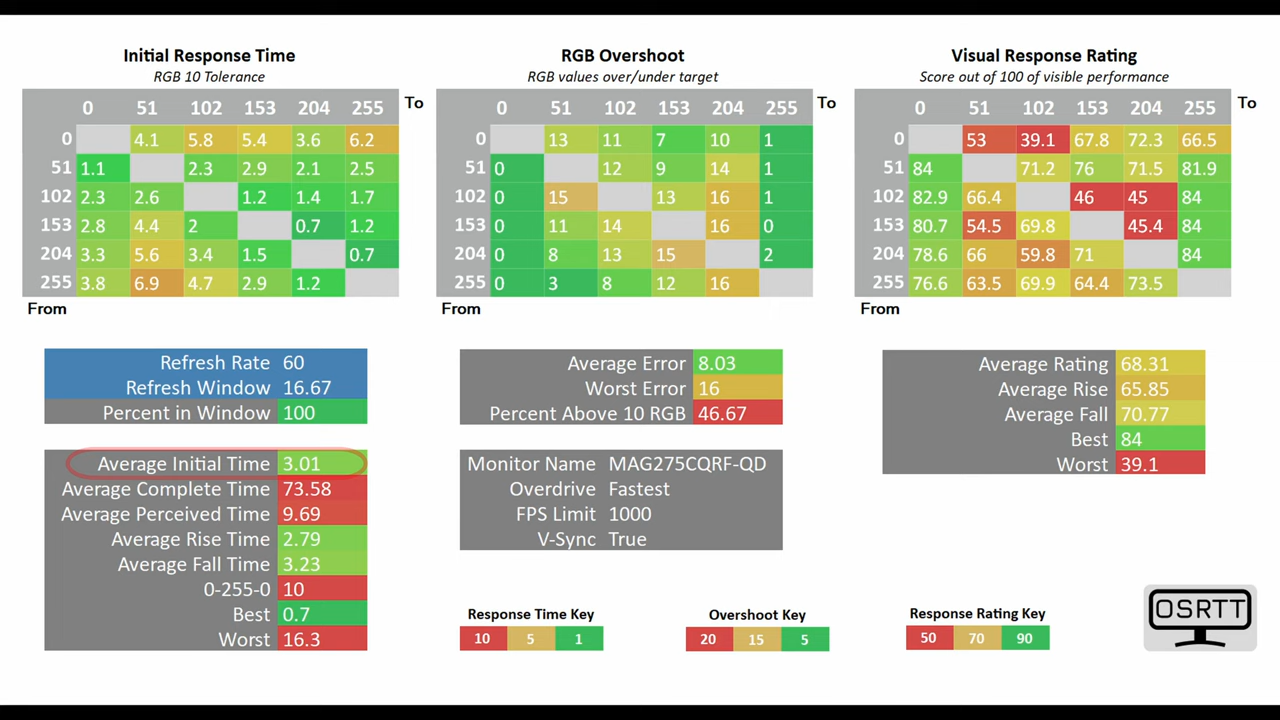 Initial Response Time
RGB 10 Tolerance
0 51 102 153 204 255 To
0 4.1 5.8 5.4 3.6 6.2
51 1.1 2.3 2.9 2.1 2.5
102 2.3 2.6 1.2 1.4 1.7
153 2.8 4.4 2 0.7 1.2
204 3.3 5.6 3.4 1.5 0.7
255 3.8 6.9 4.7 2.9 1.2
From
RGB Overshoot
RGB values over/under target
0 51 102 153 204 255 To
0 13 11 7 10 1
51 0 12 9 14 1
102 0 15 13 16 1
153 0 11 14 16 0
204 0 8 13 15 2
255 0 3 8 12 16
From
Visual Response Rating
Score out of 100 of visible performance
0 51 102 153 204 255 To
0 53 39.1 67.8 72.3 66.5
51 84 71.2 76 71.5 81.9
102 82.9 66.4 46 45 84
153 80.7 54.5 69.8 45.4 84
204 78.6 66 59.8 71 84
255 76.6 63.5 69.9 64.4 73.5
From
Refresh Rate 60
Refresh Window 16.67
Percent in Window 100
Average Initial Time 3.01
Average Complete Time 73.58
Average Perceived Time 9.69
Average Rise Time 2.79
Average Fall Time 3.23
0-255-0 10
Best 0.7
Worst 16.3
Average Error 8.03
Worst Error 16
Percent Above 10 RGB 46.67
Monitor Name MAG275CQRF-QD
Overdrive Fastest
FPS Limit 1000
V-Sync True
Average Rating 68.31
Average Rise 65.85
Average Fall 70.77
Best 84
Worst 39.1
Response Time Key
10 5 1
Overshoot Key
20 15 5
Response Rating Key
50 70 90
OSRTT